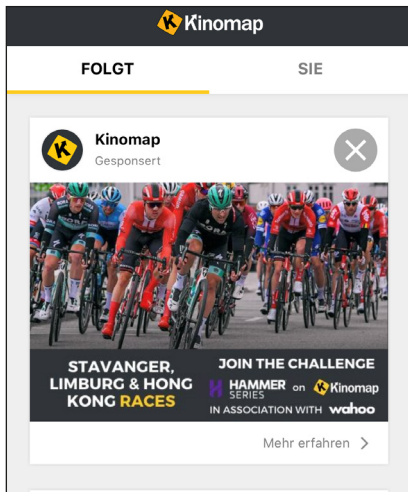 Kinomap
FOLGT
SIE
Kinomap
Gesponsert
STAVANGER,
LIMBURG & HONG
KONG RACES
JOIN THE CHALLENGE
HAMMER SERIES on Kinomap
IN ASSOCIATION WITH wahoo
Mehr erfahren >